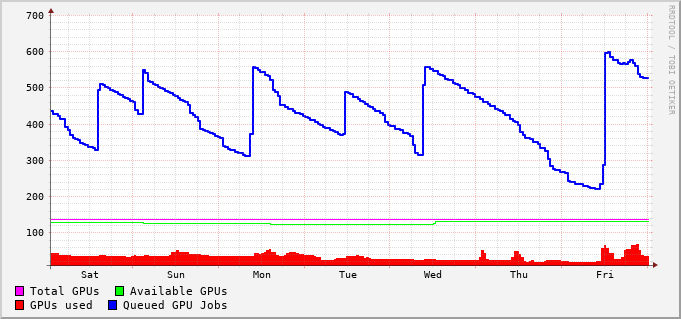 700
600
500
400
300
200
100
Sat Sun Mon Tue Wed Thu Fri
Total GPUs Available GPUs
GPUs used Queued GPU Jobs
RRDTOOL / TOBI OETIKER